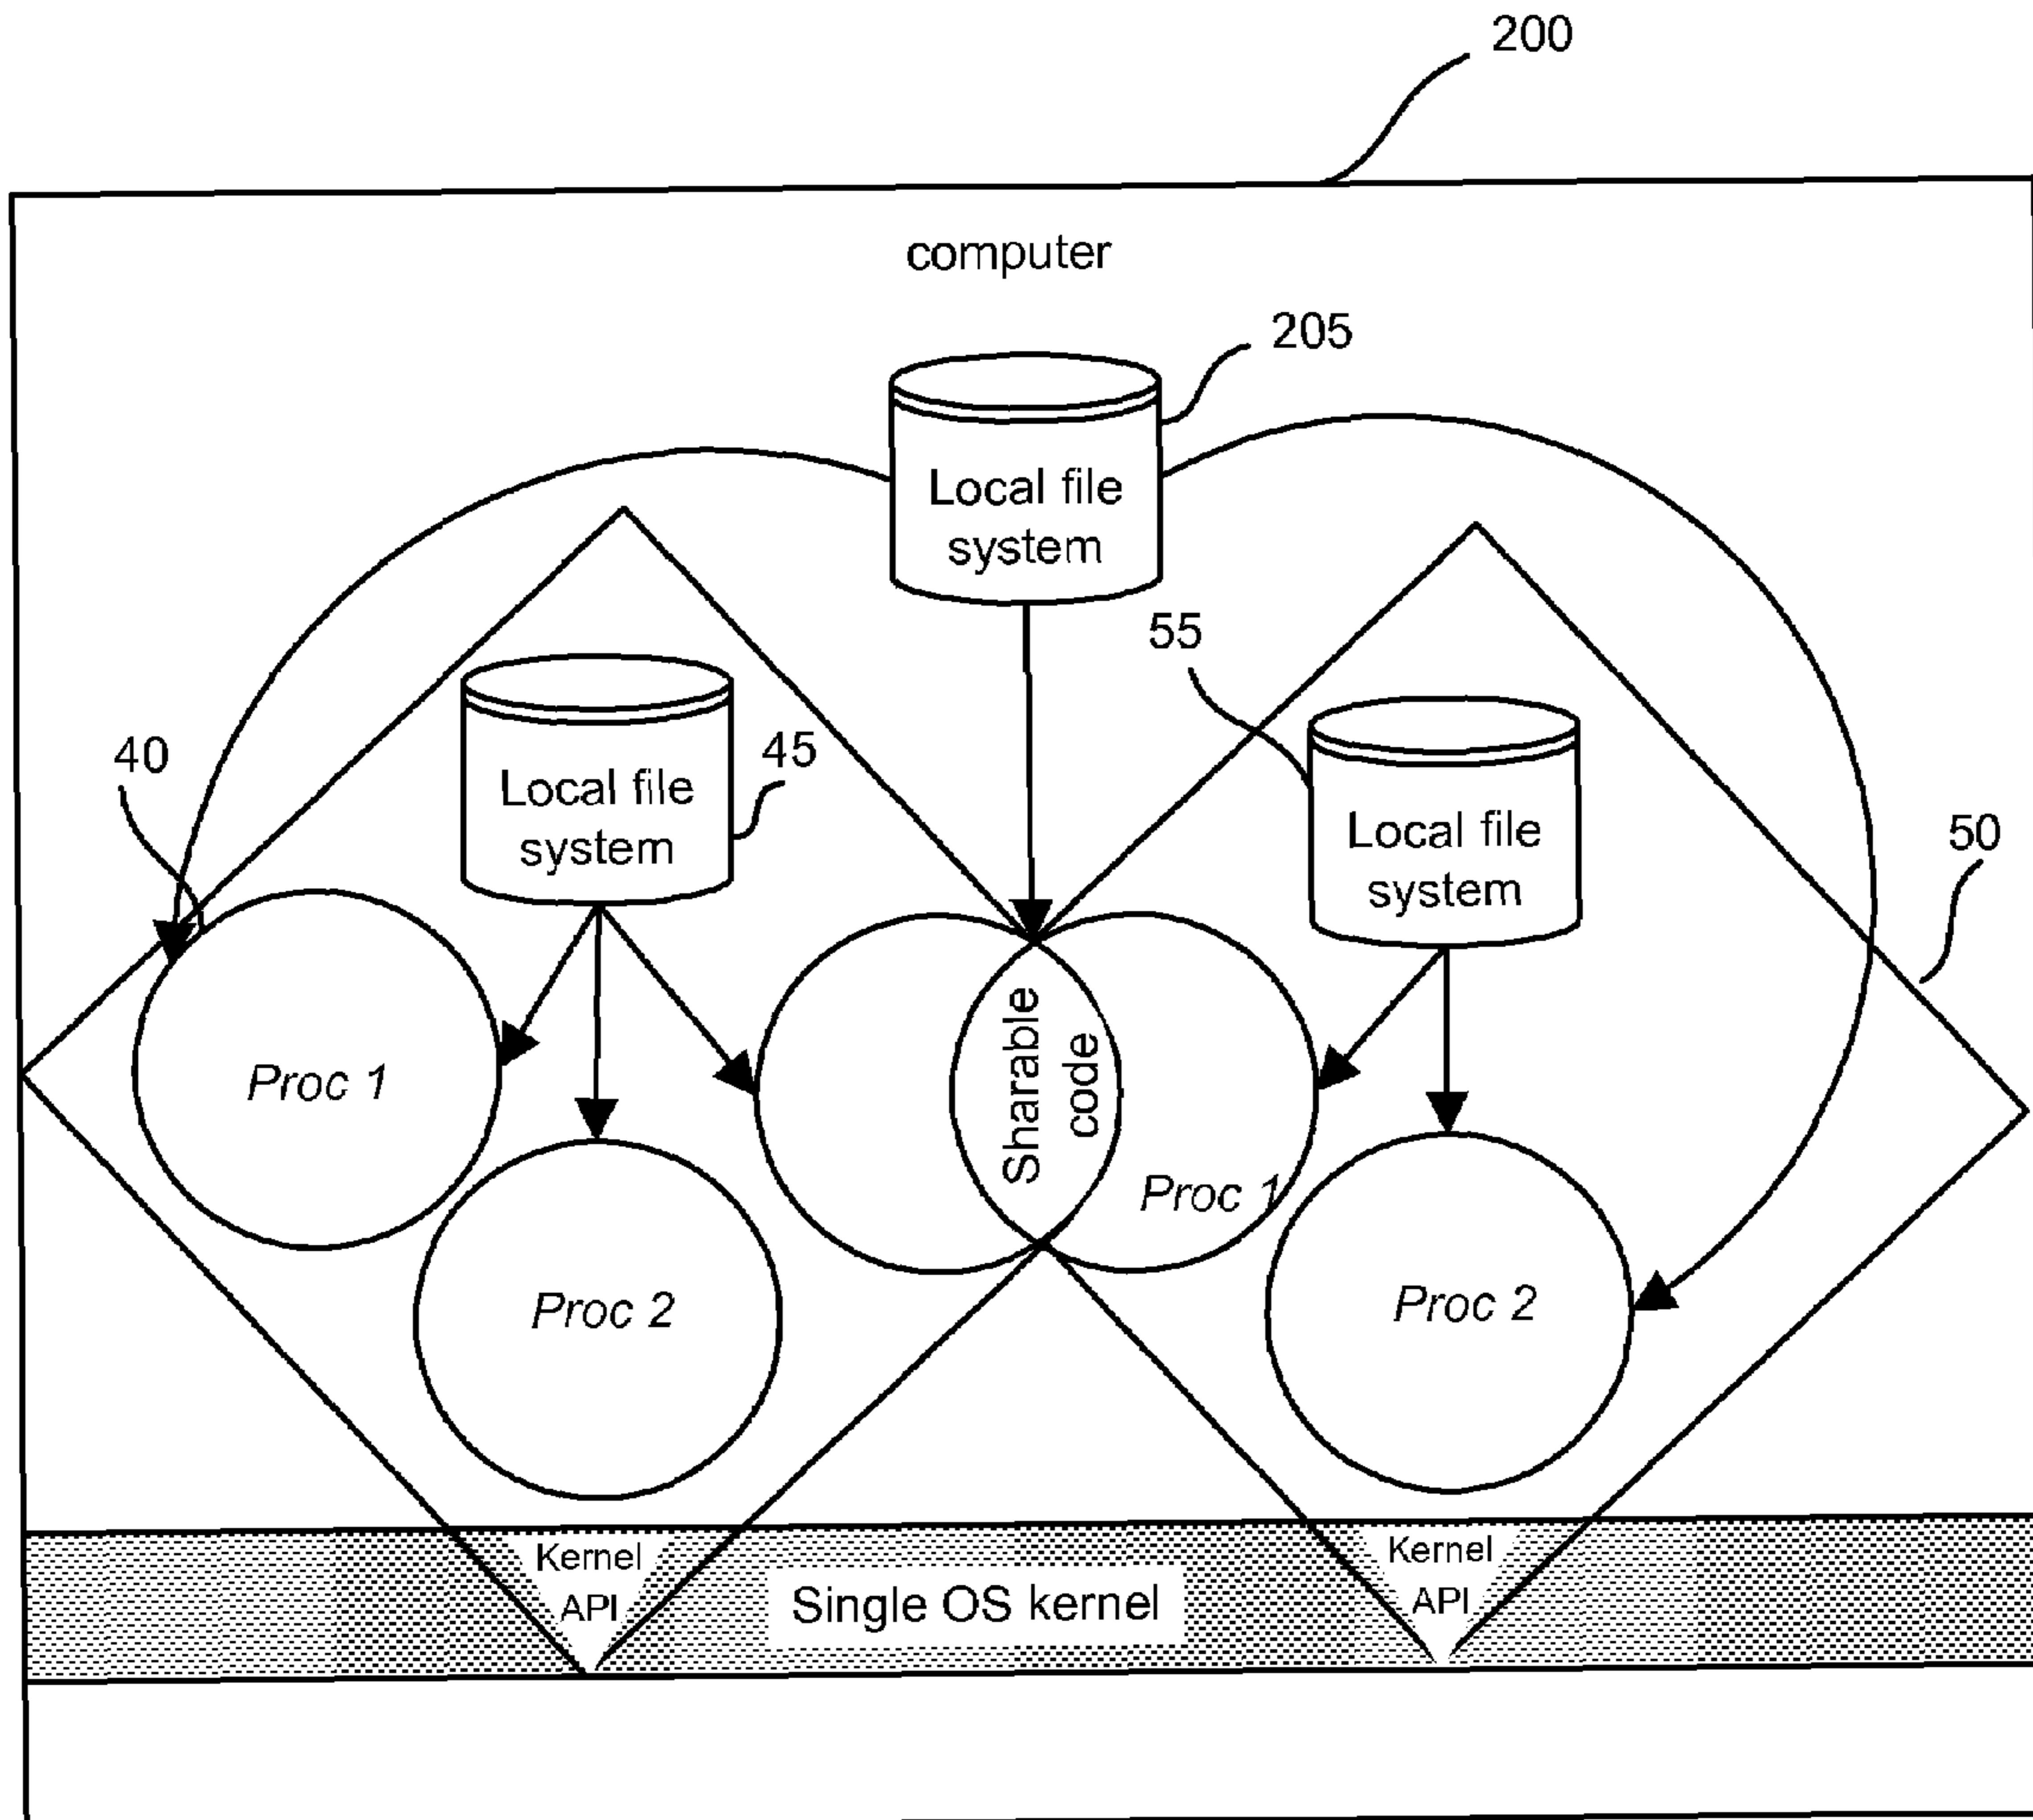 200
computer
205
Local file
system
55
40
45
Local file
system
50
Local file
system
Sharable
code
Proc 1
Proc 1
Proc 2
Proc 2
Kernel
API
Single OS kernel
Kernel
API